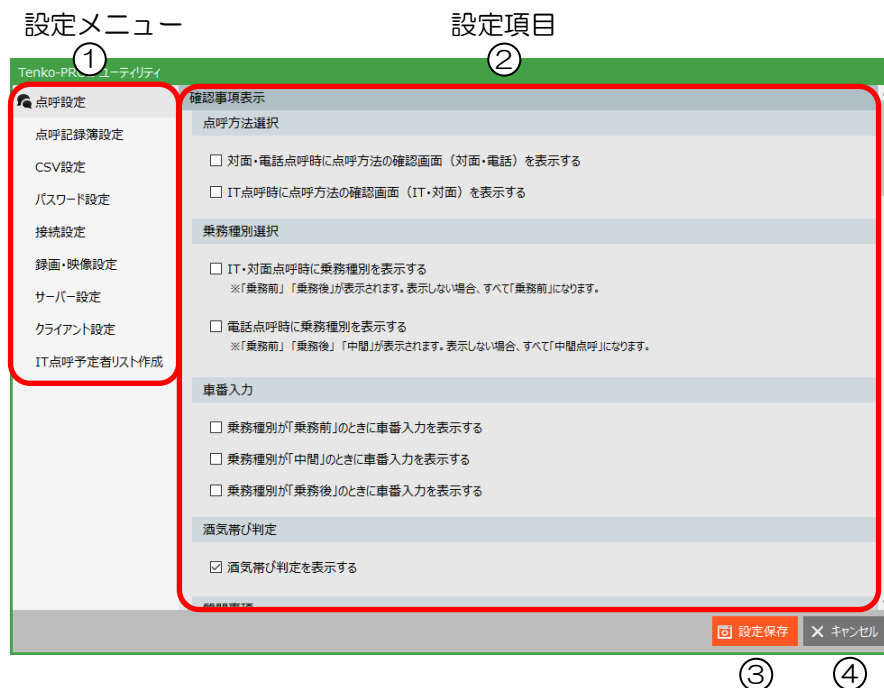 設定メニュー
設定項目
①
②
Tenko-PRO ユーティリティ
点呼設定
点呼記録簿設定
CSV設定
パスワード設定
接続設定
録画・映像設定
サーバー設定
クライアント設定
IT点呼予定者リスト作成
確認事項表示
点呼方法選択
対面・電話点呼時に点呼方法の確認画面（対面・電話）を表示する
IT点呼時に点呼方法の確認画面（IT・対面）を表示する
乗務種別選択
IT・対面点呼時に乗務種別を表示する
※「乗務前」「乗務後」が表示されます。表示しない場合、すべて「乗務前」になります。
電話点呼時に乗務種別を表示する
※「乗務前」「乗務後」「中間」が表示されます。表示しない場合、すべて「中間点呼」になります。
車番入力
乗務種別が「乗務前」のときに車番入力を表示する
乗務種別が「中間」のときに車番入力を表示する
乗務種別が「乗務後」のときに車番入力を表示する
酒気帯び判定
酒気帯び判定を表示する
設定保存
キャンセル
③
④